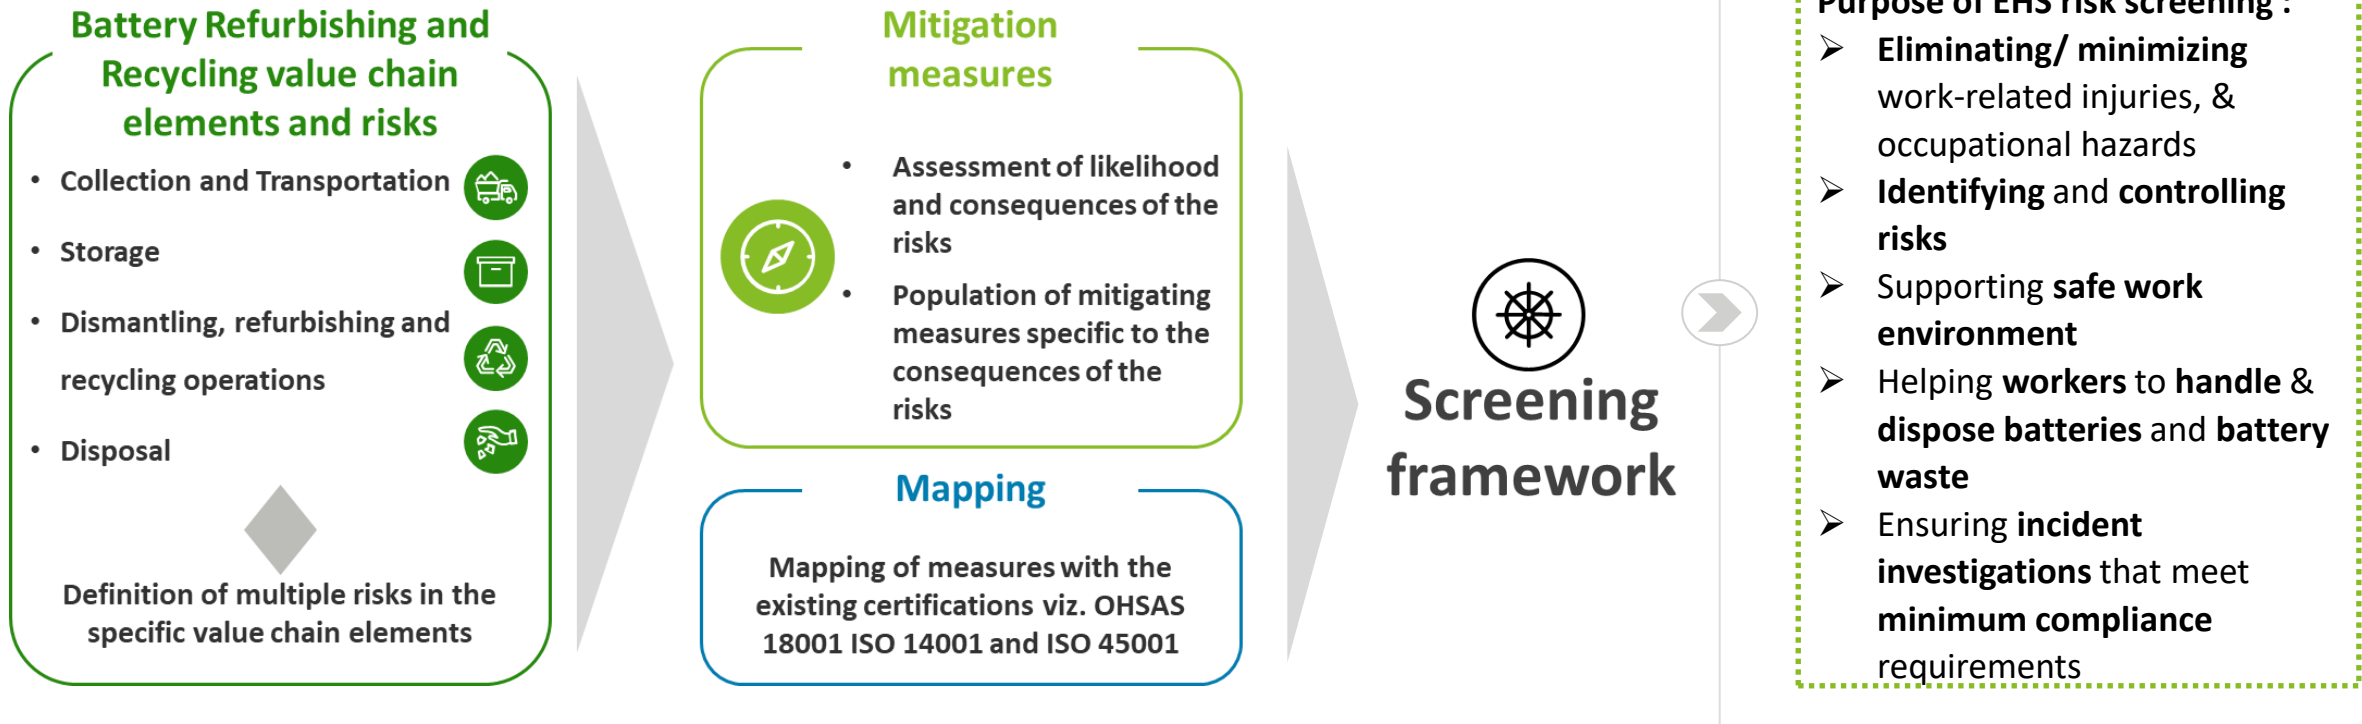 Battery Refurbishing and
Recycling value chain
elements and risks
• Collection and Transportation
• Storage
• Dismantling, refurbishing and
recycling operations
• Disposal
Definition of multiple risks in the
specific value chain elements
Mitigation
measures
• Assessment of likelihood
and consequences of the
risks
• Population of mitigating
measures specific to the
consequences of the
risks
Mapping
Mapping of measures with the
existing certifications viz. OHSAS
18001 ISO 14001 and ISO 45001
Screening
framework
Purpose of EHS risk screening :
➢ Eliminating/ minimizing
work-related injuries, &
occupational hazards
➢ Identifying and controlling
risks
➢ Supporting safe work
environment
➢ Helping workers to handle &
dispose batteries and battery
waste
➢ Ensuring incident
investigations that meet
minimum compliance
requirements